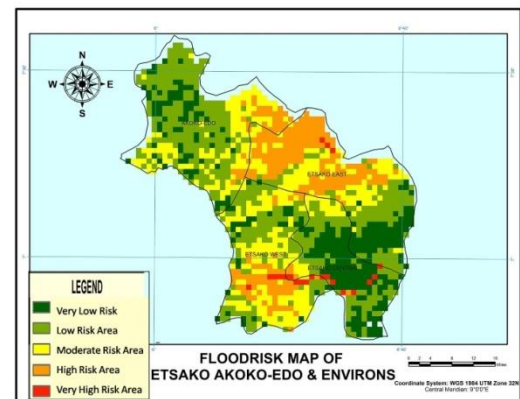 N
W E
S
AKOKO-EDO
ETSAKO EAST
ETSAKO WEST
ETSAKO CENTRAL
LEGEND
Very Low Risk
Low Risk Area
Moderate Risk Area
High Risk Area
Very High Risk Area
FLOODRISK MAP OF
ETSAKO AKOKO-EDO & ENVIRONS
Coordinate System: WGS 1984 UTM Zone 32N
Central Meridian: 9°0'0"E